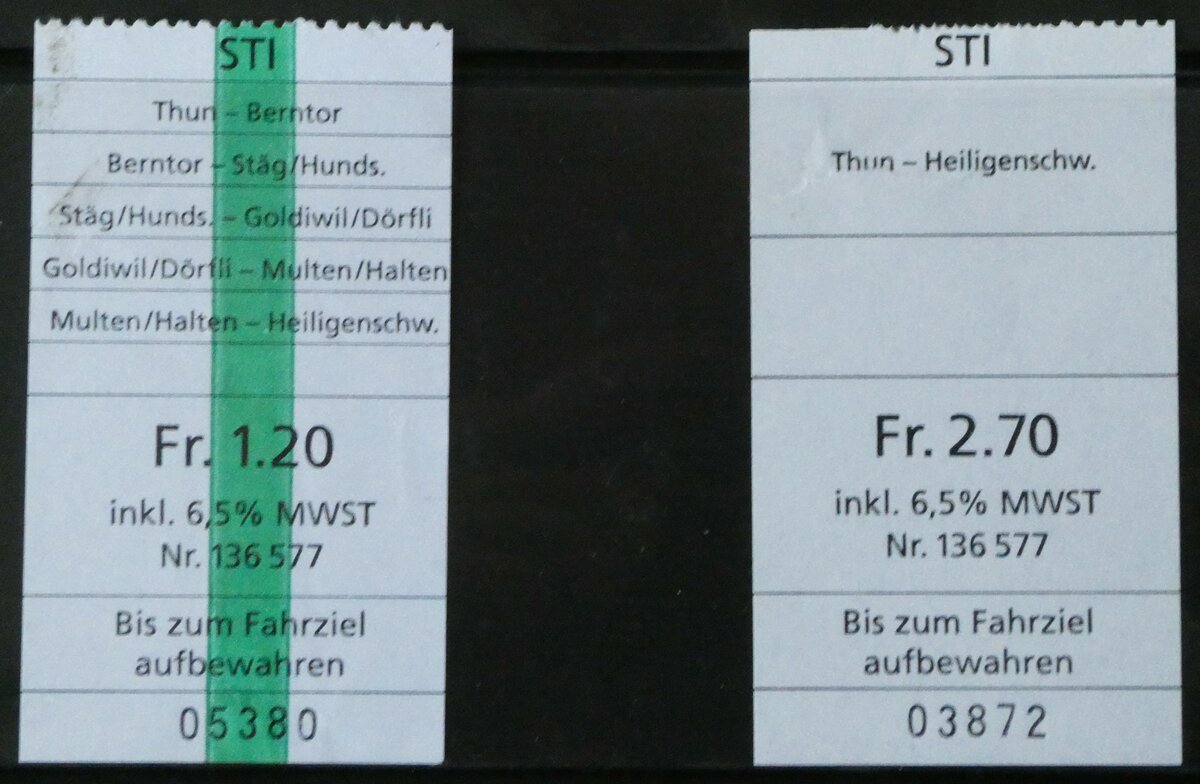 STI
Thun – Berntor
Berntor – Stäg/Hunds.
Stäg/Hunds. – Goldiwil/Dörfli
Goldiwil/Dörfli – Multen/Halten
Multen/Halten – Heiligenschw.
Fr. 1.20
inkl. 6,5% MWST
Nr. 136 577
Bis zum Fahrziel
aufbewahren
05380
STI
Thun – Heiligenschw.
Fr. 2.70
inkl. 6,5% MWST
Nr. 136 577
Bis zum Fahrziel
aufbewahren
03872